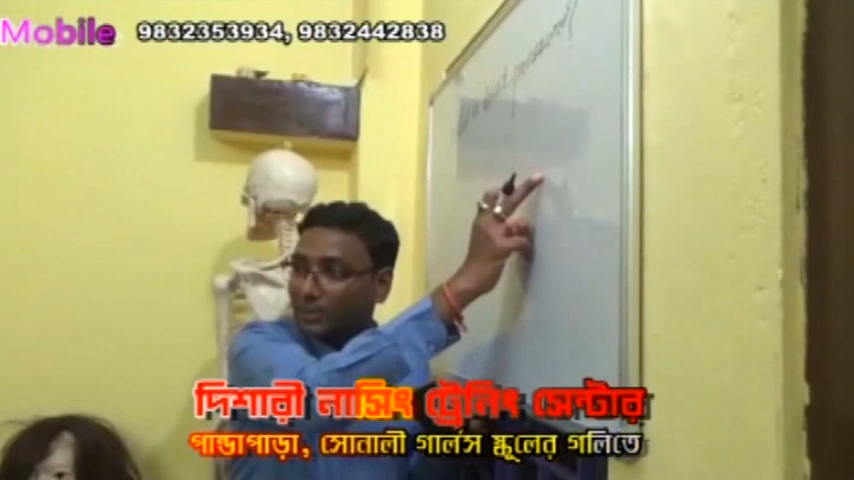 Mobile 9832353934, 9832442838
দিশারী নার্সিং ট্রেনিং সেন্টার
পান্ডাপাড়া, সোনালী গার্লস স্কুলের গলিতে